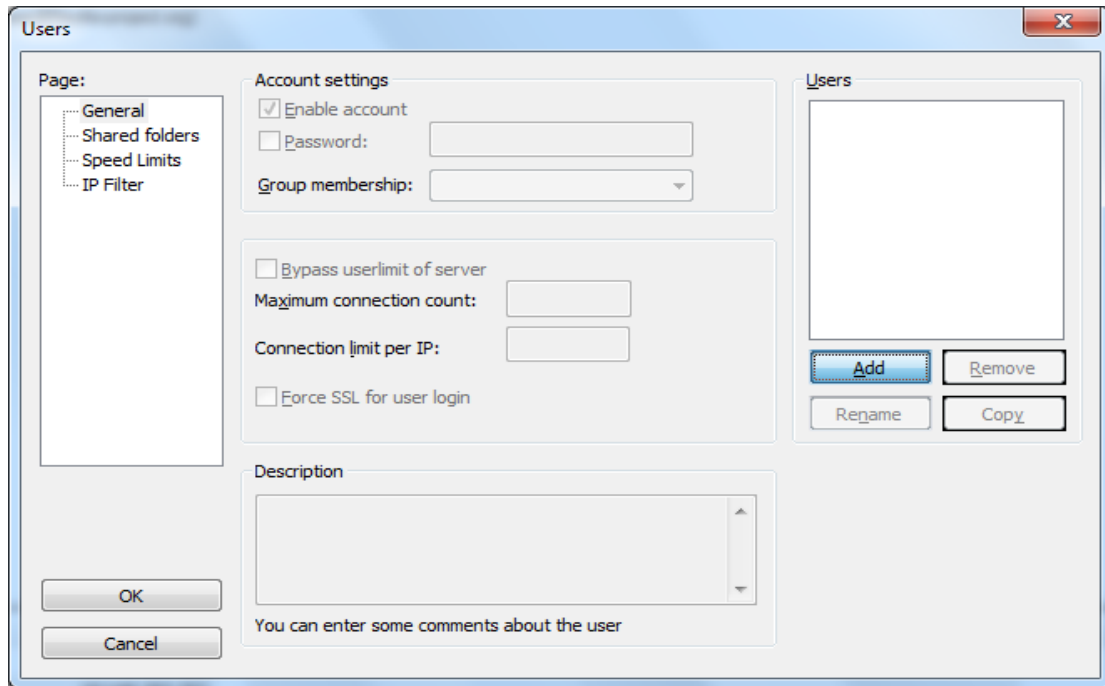 Users
Page:
General
Shared folders
Speed Limits
IP Filter
OK
Cancel
Account settings
Enable account
Password:
Group membership:
Bypass userlimit of server
Maximum connection count:
Connection limit per IP:
Force SSL for user login
Description
You can enter some comments about the user
Users
Add
Remove
Rename
Copy